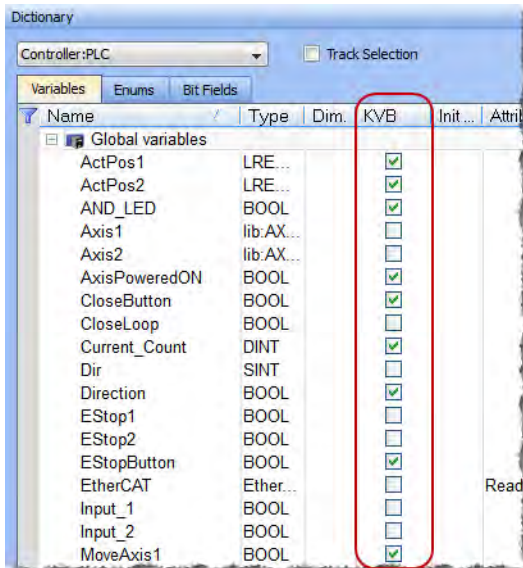 Dictionary
Controller:PLC Track Selection
Variables Enums Bit Fields
Name Type Dim. KVB Init ... Attrib
Global variables
ActPos1 LRE...
ActPos2 LRE...
AND_LED BOOL
Axis1 lib:AX...
Axis2 lib:AX...
AxisPoweredON BOOL
CloseButton BOOL
CloseLoop BOOL
Current_Count DINT
Dir SINT
Direction BOOL
EStop1 BOOL
EStop2 BOOL
EStopButton BOOL
EtherCAT Ether... Read
Input_1 BOOL
Input_2 BOOL
MoveAxis1 BOOL